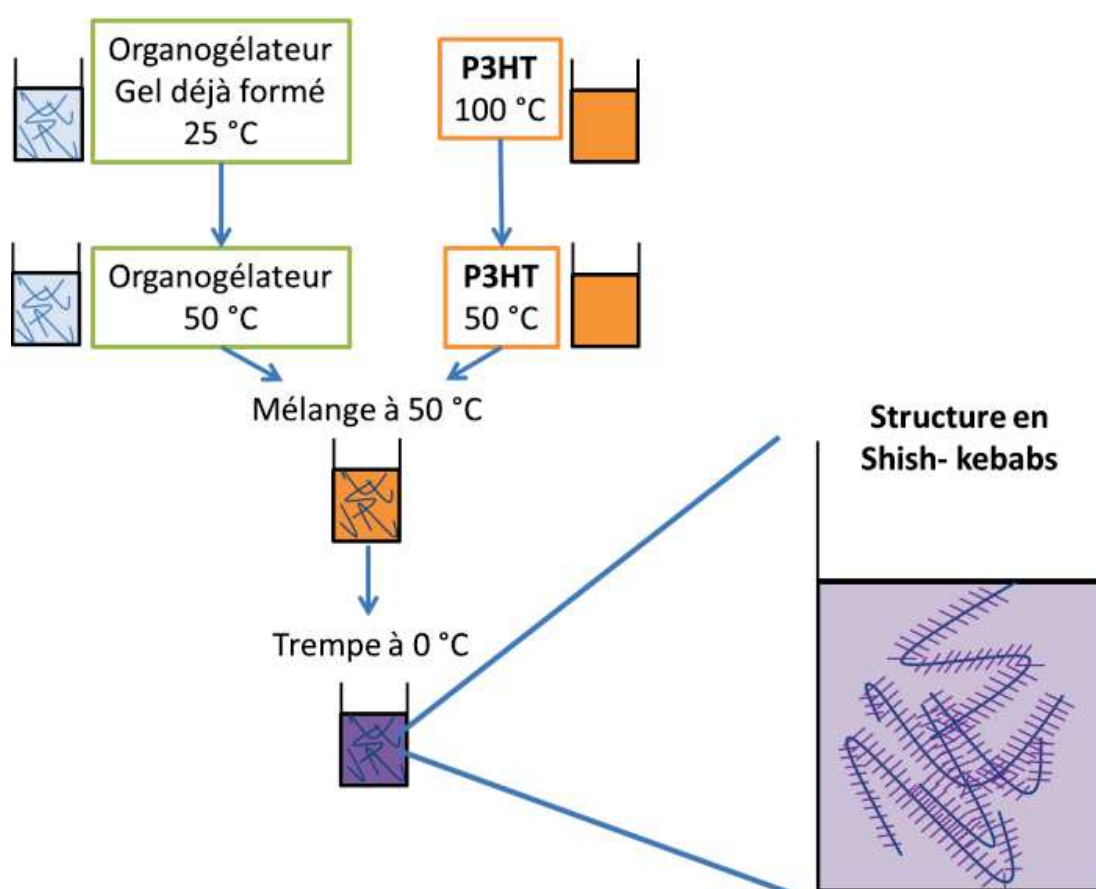 Organogélateur
Gel déjà formé
25 °C
P3HT
100 °C
Organogélateur
50 °C
P3HT
50 °C
Mélange à 50 °C
Trempe à 0 °C
Structure en
Shish- kebabs